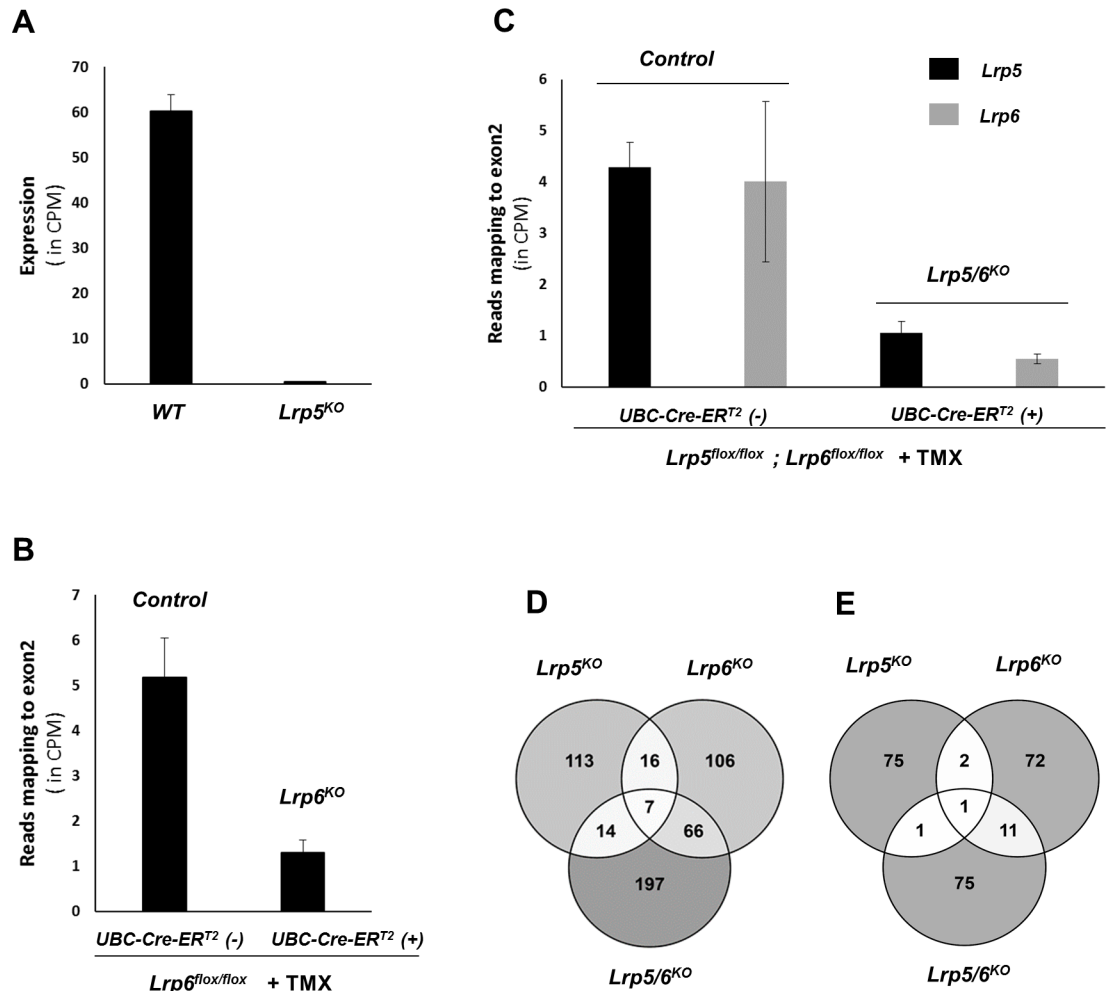 A
Expression
( in CPM)
70
60
50
40
30
20
10
0
WT
Lrp5KO
B
Reads mapping to exon2
( in CPM)
7
6
5
4
3
2
1
0
Control
Lrp6KO
UBC-Cre-ERT2 (-)
UBC-Cre-ERT2 (+)
Lrp6flox/flox + TMX
C
Reads mapping to exon2
(in CPM)
6
5
4
3
2
1
0
Control
Lrp5
Lrp6
Lrp5/6KO
UBC-Cre-ERT2 (-)
UBC-Cre-ERT2 (+)
Lrp5flox/flox ; Lrp6flox/flox + TMX
D
Lrp5KO
Lrp6KO
113
16
106
7
14
66
197
Lrp5/6KO
E
Lrp5KO
Lrp6KO
75
2
72
1
1
11
75
Lrp5/6KO